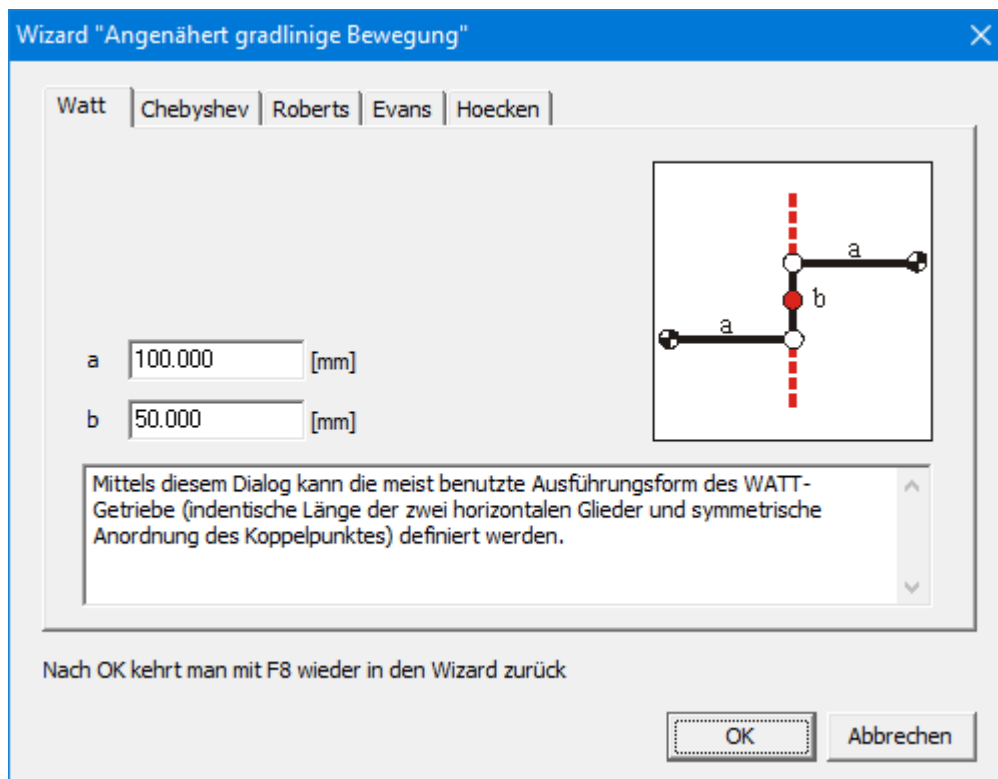 Wizard "Angenähert gradlinige Bewegung"
Watt Chebyshev Roberts Evans Hoecken
a
b
a
a 100.000 [mm]
b 50.000 [mm]
Mittels diesem Dialog kann die meist benutzte Ausführungsform des WATT-
Getriebe (indentische Länge der zwei horizontalen Glieder und symmetrische
Anordnung des Koppelpunktes) definiert werden.
Nach OK kehrt man mit F8 wieder in den Wizard zurück
OK Abbrechen